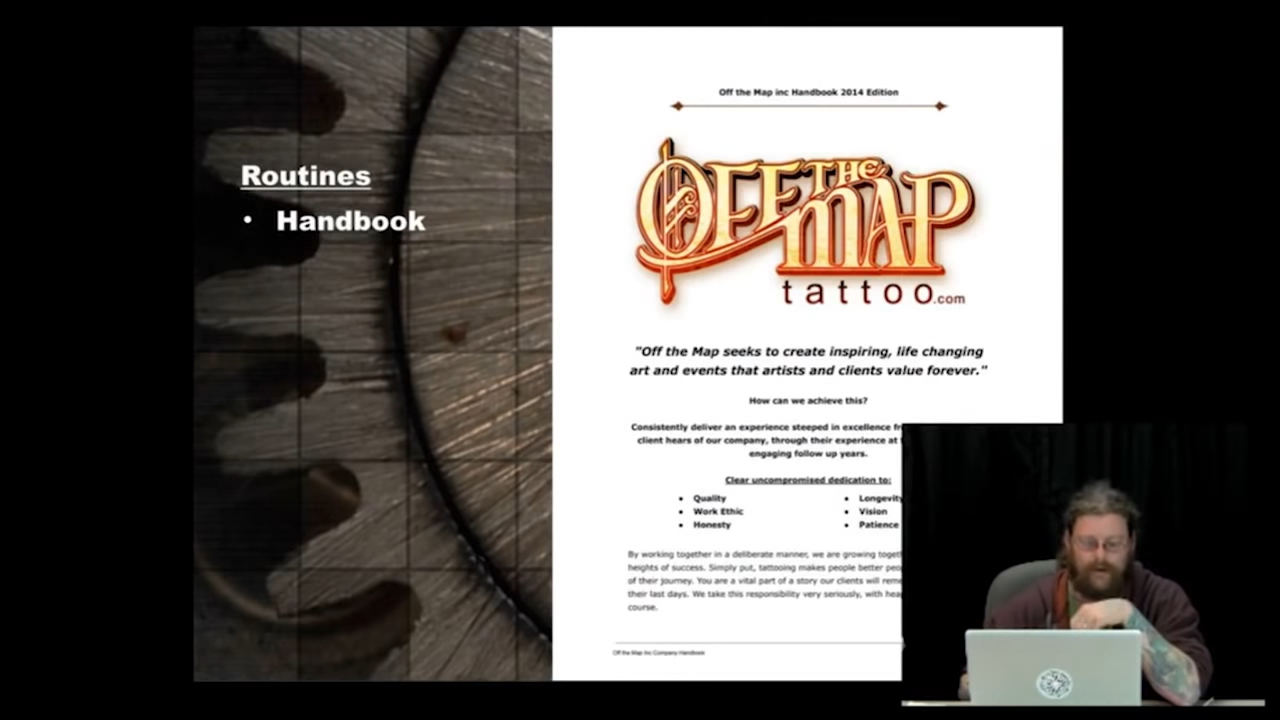 Routines
• Handbook
Off the Map inc Handbook 2014 Edition
OFF THE MAP
tattoo.com
"Off the Map seeks to create inspiring, life changing
art and events that artists and clients value forever."
How can we achieve this?
Consistently deliver an experience steeped in excellence
client hears of our company, through their experience at
engaging follow up years.
Clear uncompromised dedication to:
• Quality
• Work Ethic
• Honesty
• Longevity
• Vision
• Patience
By working together in a deliberate manner, we are growing
heights of success. Simply put, tattooing makes people better
of their journey. You are a vital part of a story our clients will
their last days. We take this responsibility very seriously, with
course.
Off the Map Inc Company Handbook